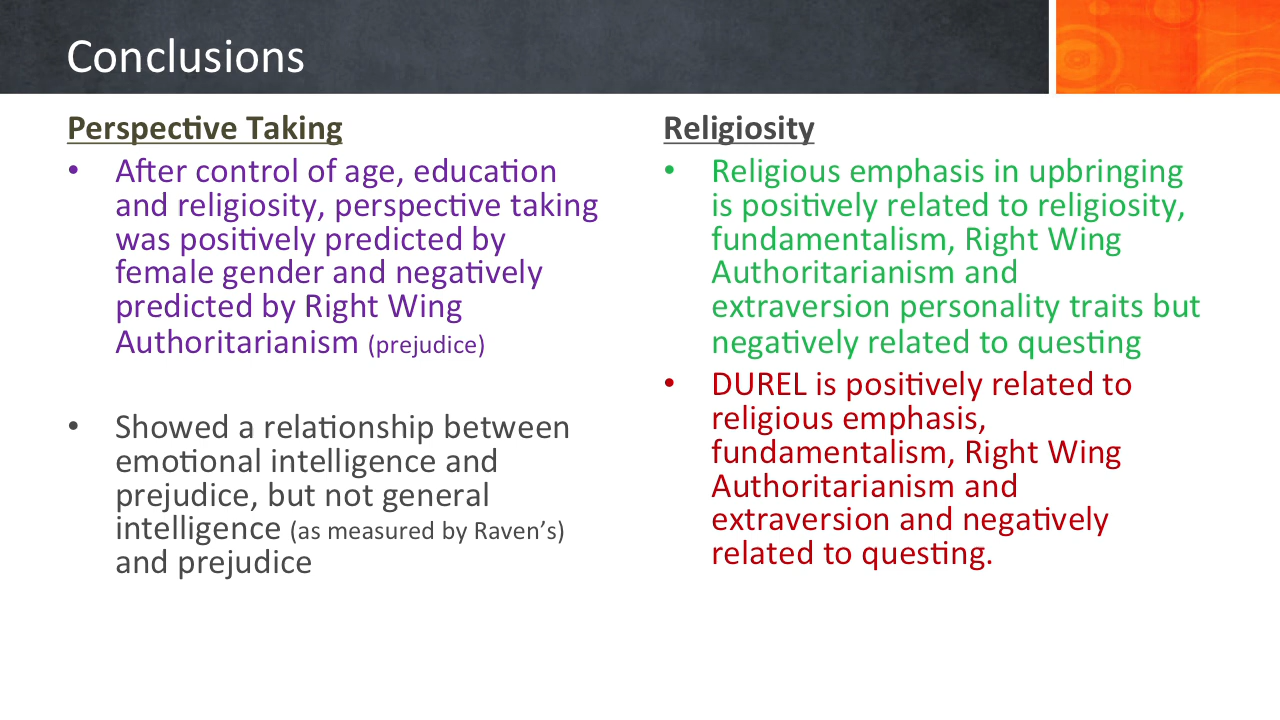 Conclusions
Perspective Taking
• After control of age, education
and religiosity, perspective taking
was positively predicted by
female gender and negatively
predicted by Right Wing
Authoritarianism (prejudice)
• Showed a relationship between
emotional intelligence and
prejudice, but not general
intelligence (as measured by Raven’s)
and prejudice
Religiosity
• Religious emphasis in upbringing
is positively related to religiosity,
fundamentalism, Right Wing
Authoritarianism and
extraversion personality traits but
negatively related to questing
• DUREL is positively related to
religious emphasis,
fundamentalism, Right Wing
Authoritarianism and
extraversion and negatively
related to questing.